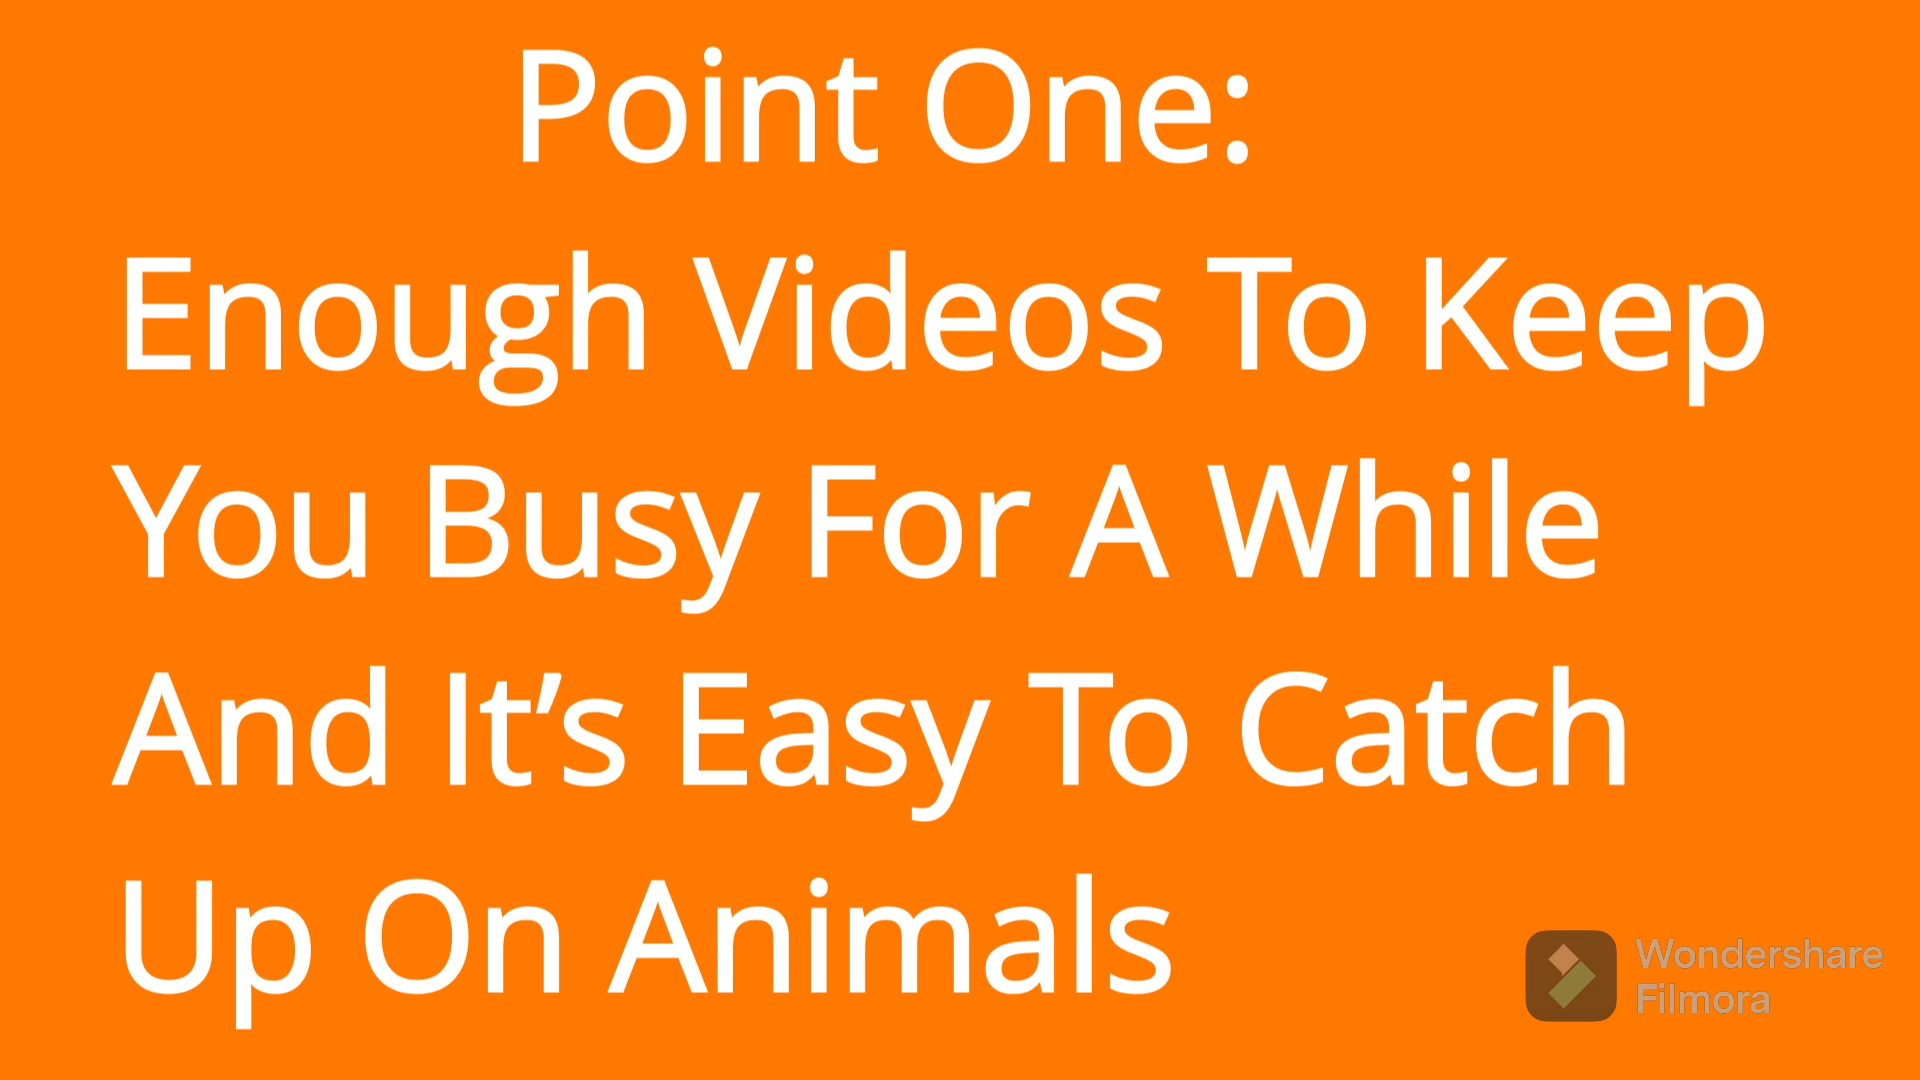 Point One:
Enough Videos To Keep
You Busy For A While
And It’s Easy To Catch
Up On Animals
Wondershare
Filmora